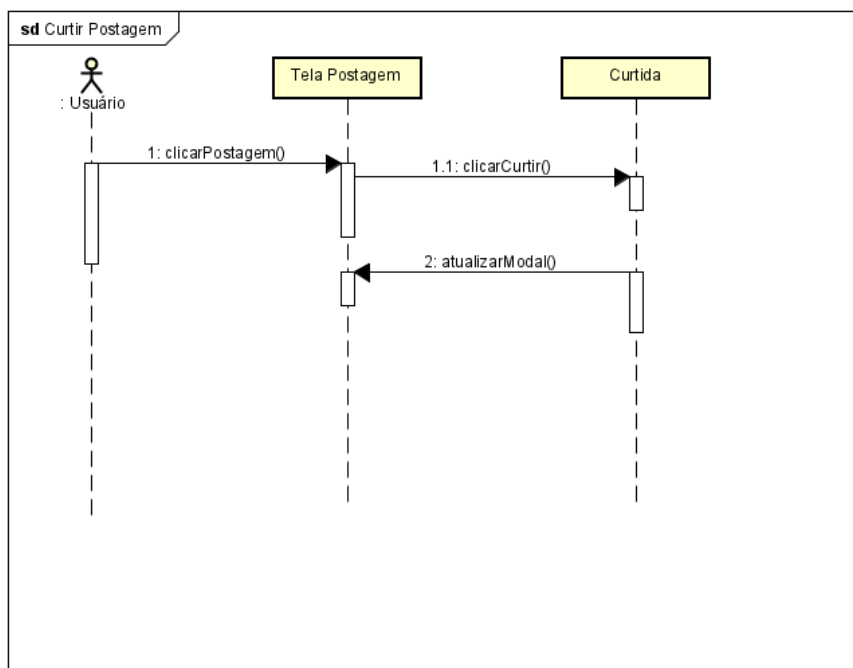 sd Curtir Postagem
Tela Postagem
Curtida
: Usuário
1: clicarPostagem()
1.1: clicarCurtir()
2: atualizarModal()